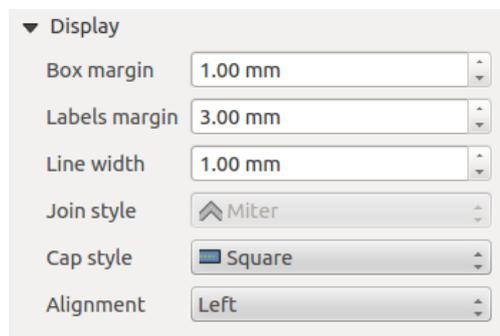 Display
Box margin 1.00 mm
Labels margin 3.00 mm
Line width 1.00 mm
Join style Miter
Cap style Square
Alignment Left